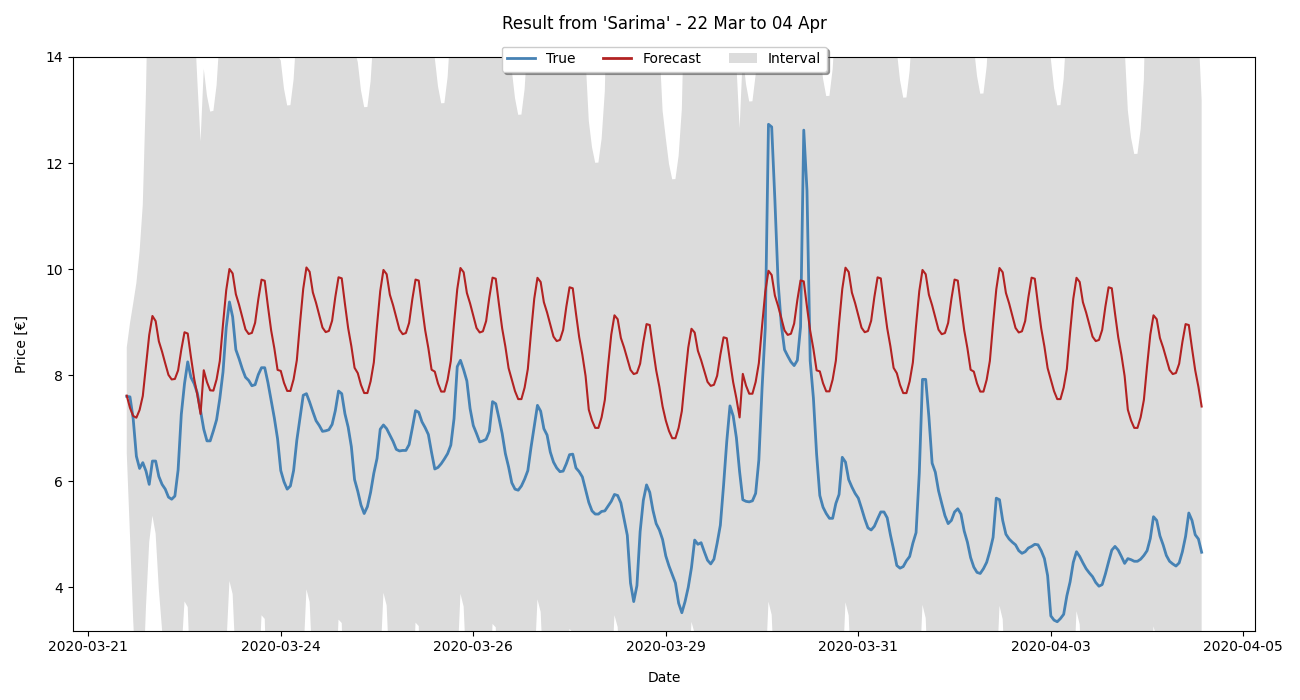 Result from 'Sarima' - 22 Mar to 04 Apr
True Forecast Interval
14
12
10
8
6
4
Price [€]
2020-03-21 2020-03-24 2020-03-26 2020-03-29 2020-03-31 2020-04-03 2020-04-05
Date